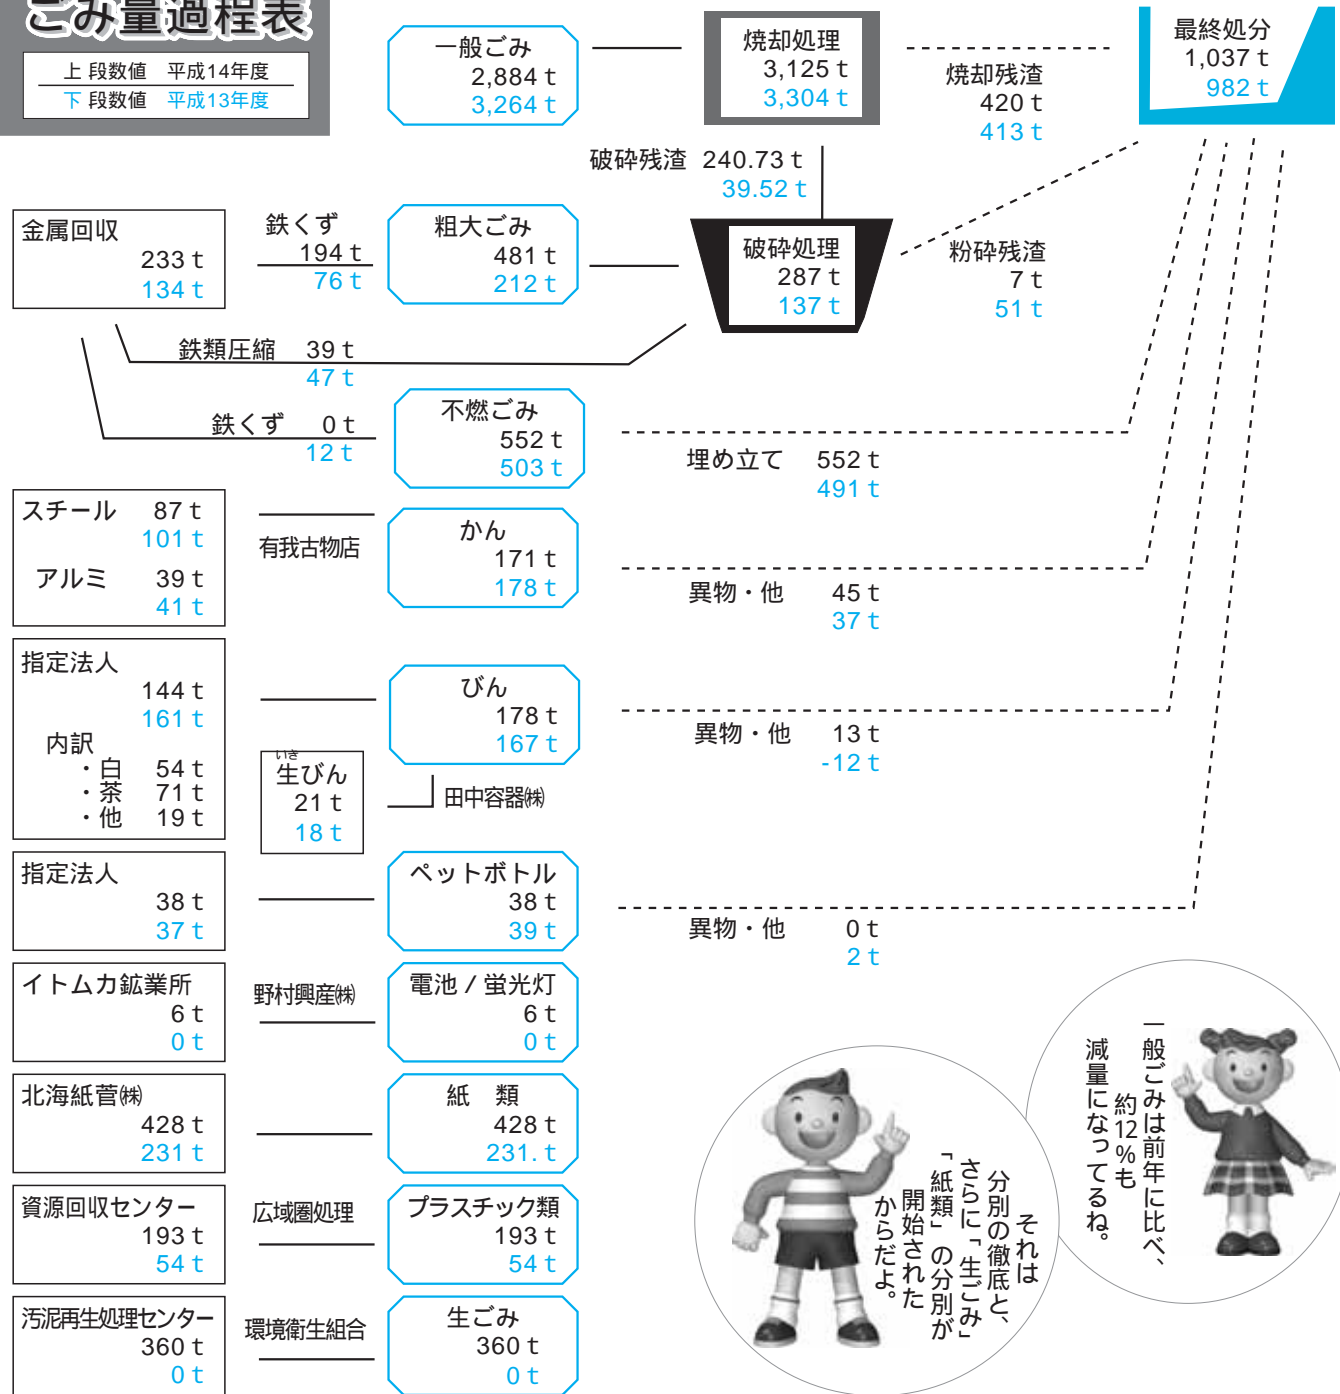 ごみ量過程表
上段数値 平成14年度
下段数値 平成13年度
一般ごみ
2,884 t
3,264 t
焼却処理
3,125 t
3,304 t
焼却残渣
420 t
413 t
最終処分
1,037 t
982 t
破砕残渣 240.73 t
39.52 t
金属回収
233 t
134 t
鉄くず
194 t
76 t
粗大ごみ
481 t
212 t
破砕処理
287 t
137 t
粉砕残渣
7 t
51 t
鉄類圧縮 39 t
47 t
鉄くず 0 t
12 t
不燃ごみ
552 t
503 t
埋め立て 552 t
491 t
スチール 87 t
101 t
アルミ 39 t
41 t
有我古物店
かん
171 t
178 t
異物・他 45 t
37 t
指定法人
144 t
161 t
内訳
・白 54 t
・茶 71 t
・他 19 t
いき
生びん
21 t
18 t
びん
178 t
167 t
田中容器㈱
異物・他 13 t
-12 t
指定法人
38 t
37 t
ペットボトル
38 t
39 t
異物・他 0 t
2 t
イトムカ鉱業所
6 t
0 t
野村興産㈱
電池 / 蛍光灯
6 t
0 t
北海紙管㈱
428 t
231 t
紙 類
428 t
231. t
資源回収センター
193 t
54 t
広域圏処理
プラスチック類
193 t
54 t
汚泥再生処理センター
360 t
0 t
環境衛生組合
生ごみ
360 t
0 t
一般ごみは前年に比べ、
約12%も
減量になってるね。
それは
分別の徹底と、
さらに「生ごみ」
「紙類」の分別が
開始された
からだよ。